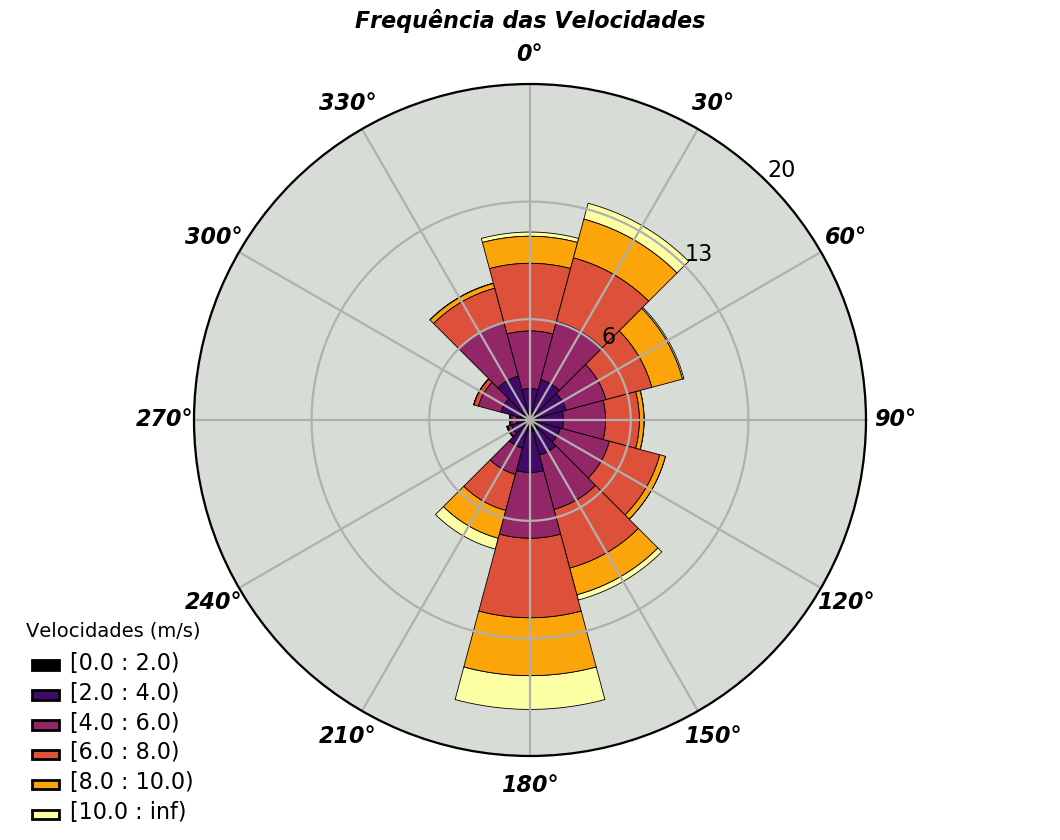 Frequência das Velocidades
0°
330°
30°
20
300°
60°
13
6
270°
90°
240°
120°
210°
150°
180°
Velocidades (m/s)
[0.0 : 2.0)
[2.0 : 4.0)
[4.0 : 6.0)
[6.0 : 8.0)
[8.0 : 10.0)
[10.0 : inf)